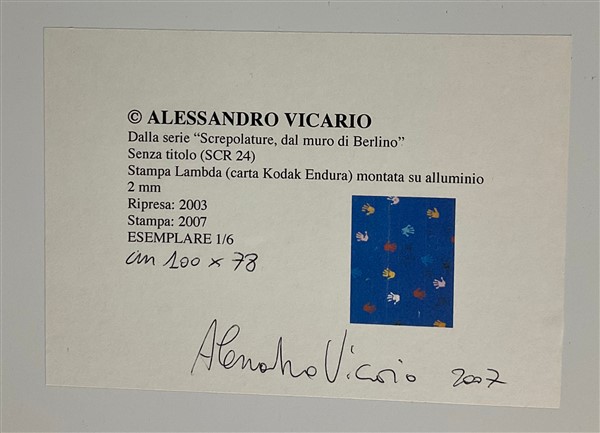 © ALESSANDRO VICARIO
Dalla serie “Screpolature, dal muro di Berlino”
Senza titolo (SCR 24)
Stampa Lambda (carta Kodak Endura) montata su alluminio
2 mm
Ripresa: 2003
Stampa: 2007
ESEMPLARE 1/6
cm 100 x 78
Alessandro Vicario 2007